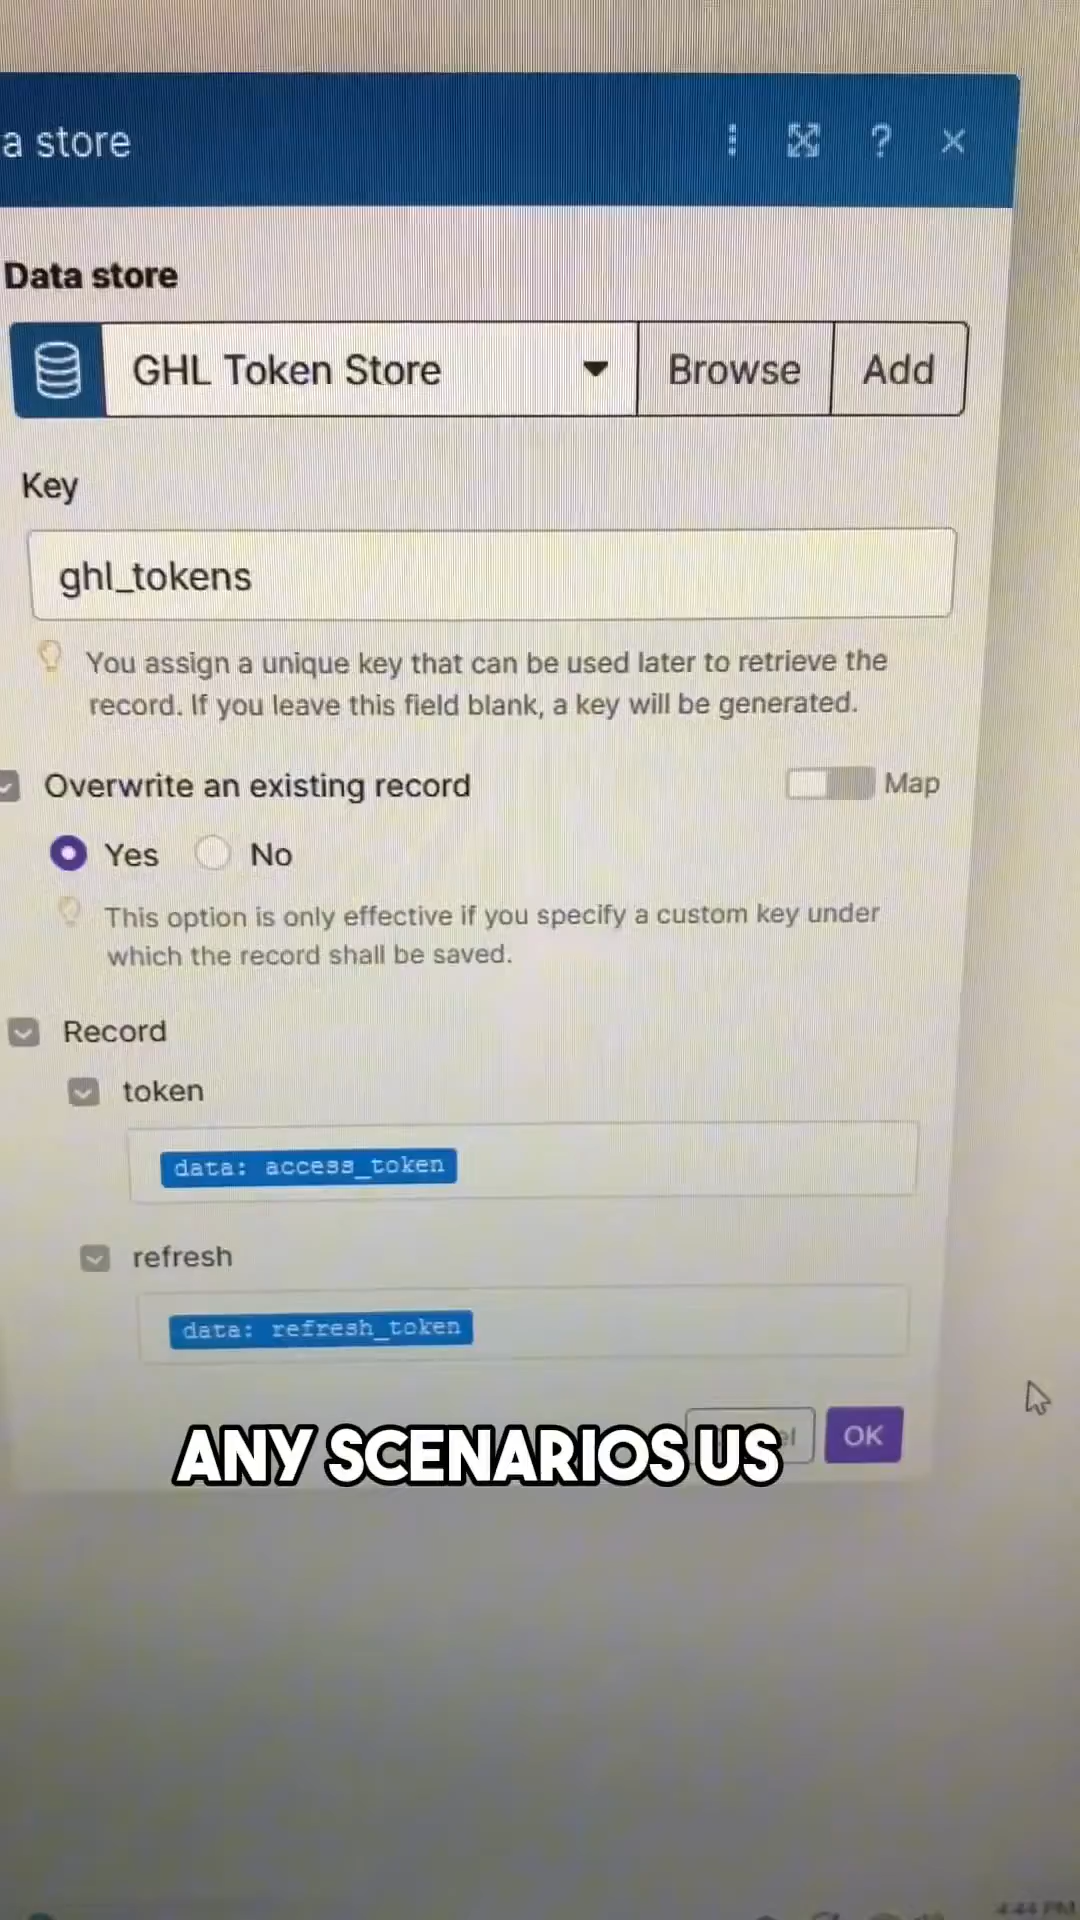 a store
?
Data store
GHL Token Store
Browse
Add
Key
ghl_tokens
You assign a unique key that can be used later to retrieve the
record. If you leave this field blank, a key will be generated.
Overwrite an existing record
Map
Yes
No
This option is only effective if you specify a custom key under
which the record shall be saved.
Record
token
data: access_token
refresh
data: refresh_token
OK
ANY SCENARIOS US
4:44 PM